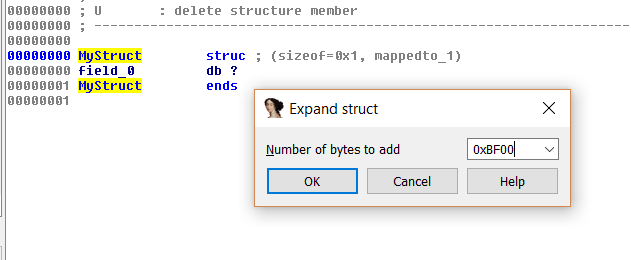 00000000 ; U : delete structure member
00000000 ; ---------------------------------------------------------------------------
00000000
00000000 MyStruct struc ; (sizeof=0x1, mappedto_1)
00000000 field_0 db ?
00000001 MyStruct ends
00000001
Expand struct
Number of bytes to add 0xBF00
OK Cancel Help